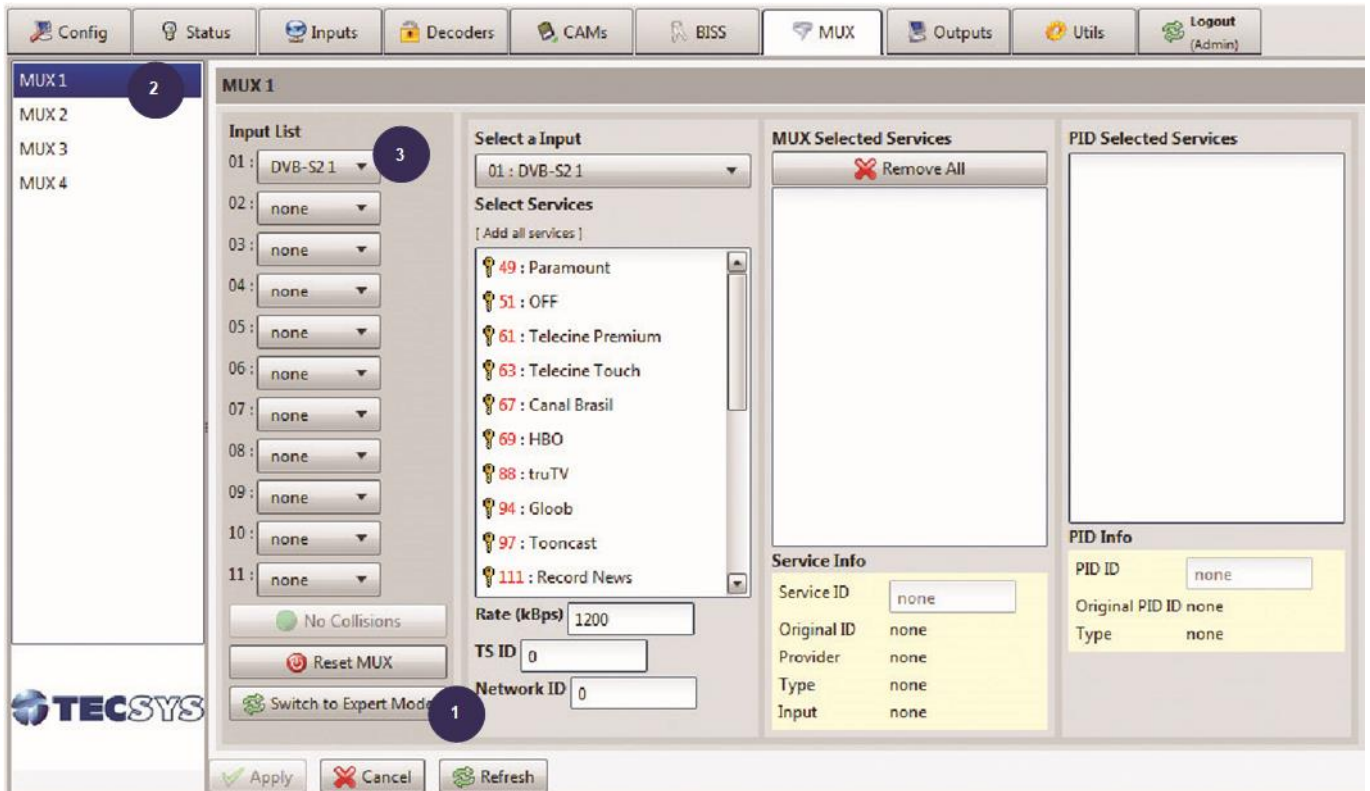 Config
Status
Inputs
Decoders
CAMs
BISS
MUX
Outputs
Utils
Logout
(Admin)
MUX 1
2
MUX 2
MUX 3
MUX 4
TECSYS
MUX 1
Input List
01 : DVB-S2 1
3
02 : none
03 : none
04 : none
05 : none
06 : none
07 : none
08 : none
09 : none
10 : none
11 : none
No Collisions
Reset MUX
Switch to Expert Mode
1
Select a Input
01 : DVB-S2 1
Select Services
[ Add all services ]
49 : Paramount
51 : OFF
61 : Telecine Premium
63 : Telecine Touch
67 : Canal Brasil
69 : HBO
88 : truTV
94 : Gloob
97 : Tooncast
111 : Record News
Rate (kBps) 1200
TS ID 0
Network ID 0
MUX Selected Services
Remove All
Service Info
Service ID none
Original ID none
Provider none
Type none
Input none
PID Selected Services
PID Info
PID ID none
Original PID ID none
Type none
Apply
Cancel
Refresh